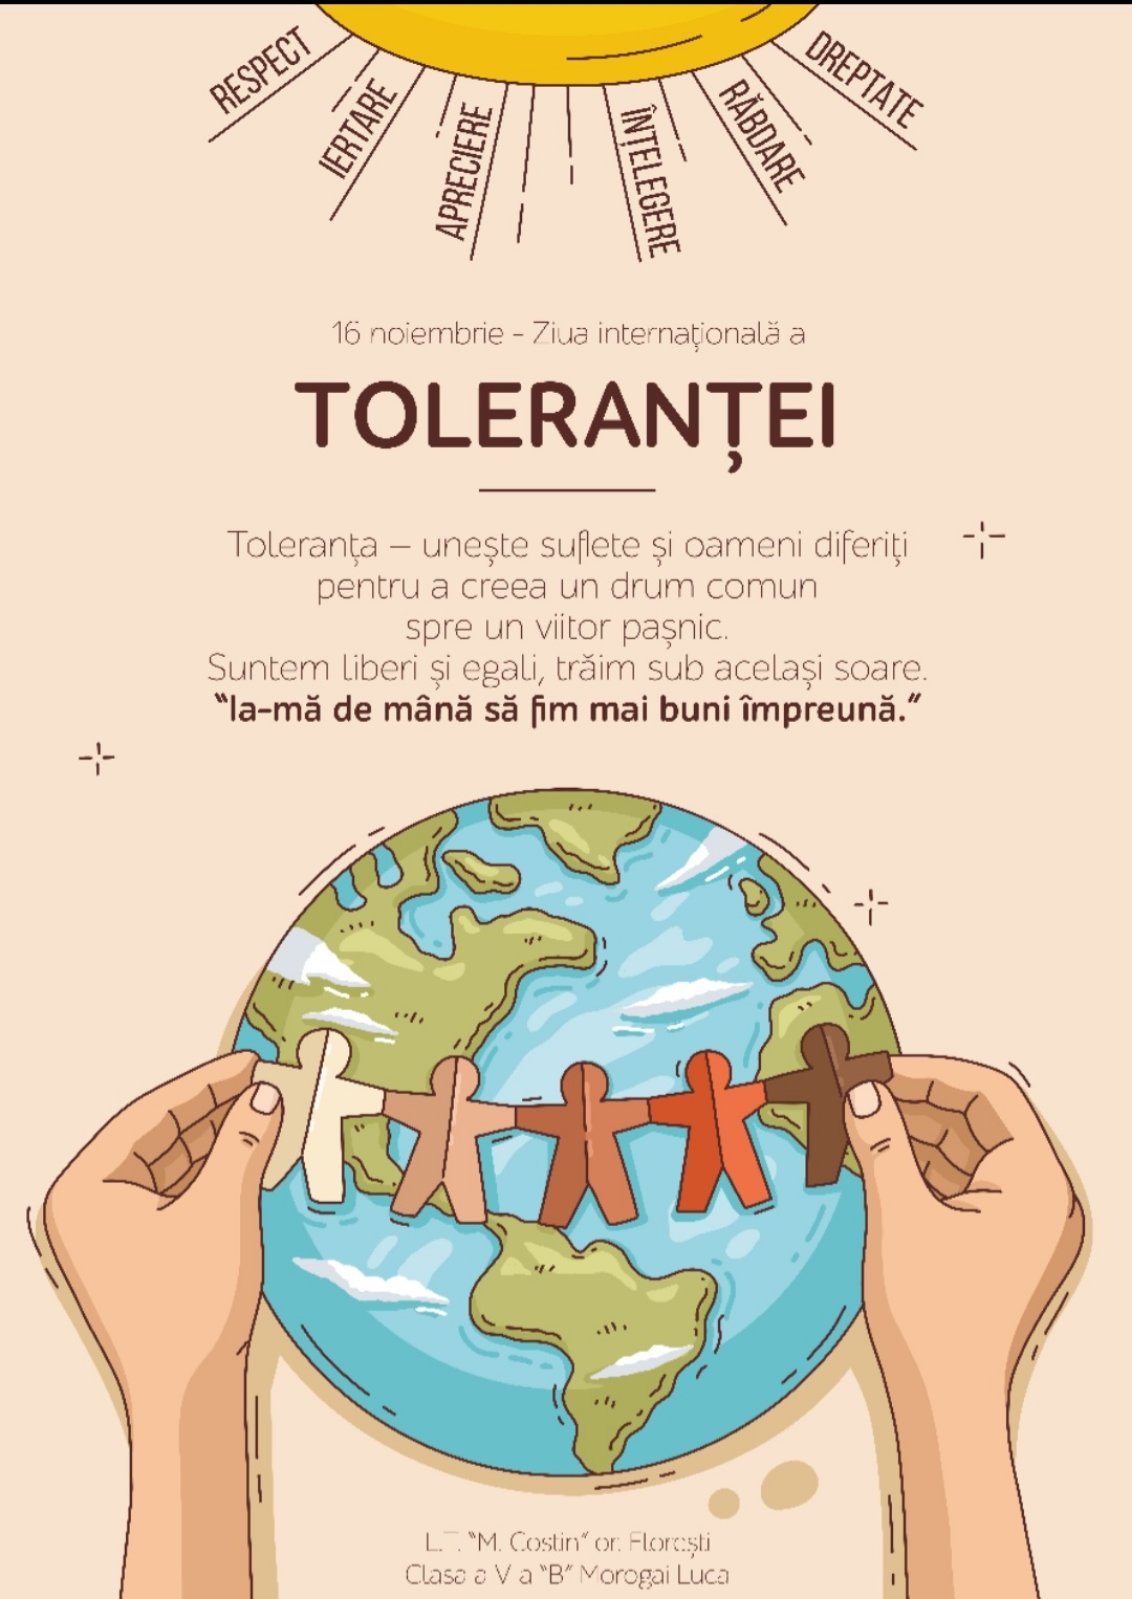 RESPECT
IERTARE
APRECIERE
ÎNȚELEGERE
RĂBDARE
DREPTATE
16 noiembrie - Ziua internațională a
TOLERANȚEI
Toleranța – unește suflete și oameni diferiți
pentru a creea un drum comun
spre un viitor pașnic.
Suntem liberi și egali, trăim sub același soare.
"Ia-mă de mână să fim mai buni împreună."
L.T. "M. Costin" or. Florești
Clasa a V a "B" Morogai Luca